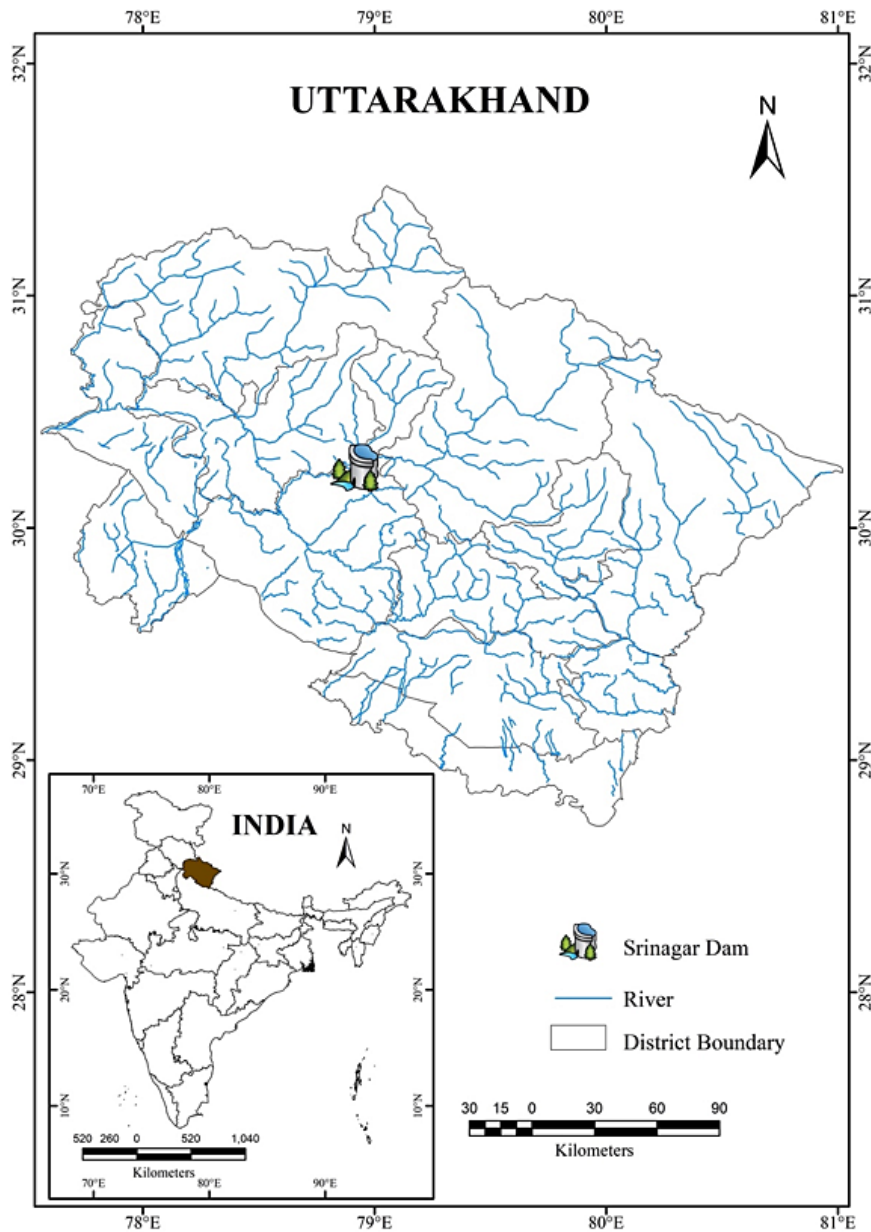 78°E 79°E 80°E 81°E
32°N 32°N
UTTARAKHAND
N
31°N 31°N
30°N 30°N
29°N 29°N
70°E 80°E 90°E
INDIA
N
30°N 30°N
20°N 20°N
10°N 10°N
520 260 0 520 1,040
Kilometers
70°E 80°E 90°E
Srinagar Dam
28°N 28°N
River
District Boundary
30 15 0 30 60 90
Kilometers
78°E 79°E 80°E 81°E